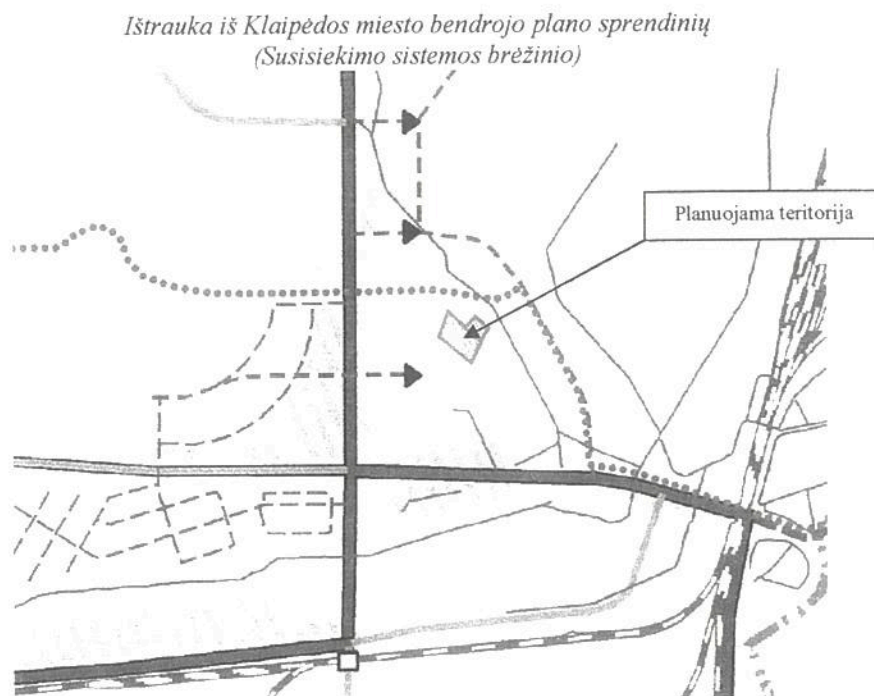 Ištrauka iš Klaipėdos miesto bendrojo plano sprendinių
(Susisiekimo sistemos brėžinio)
Planuojama teritorija